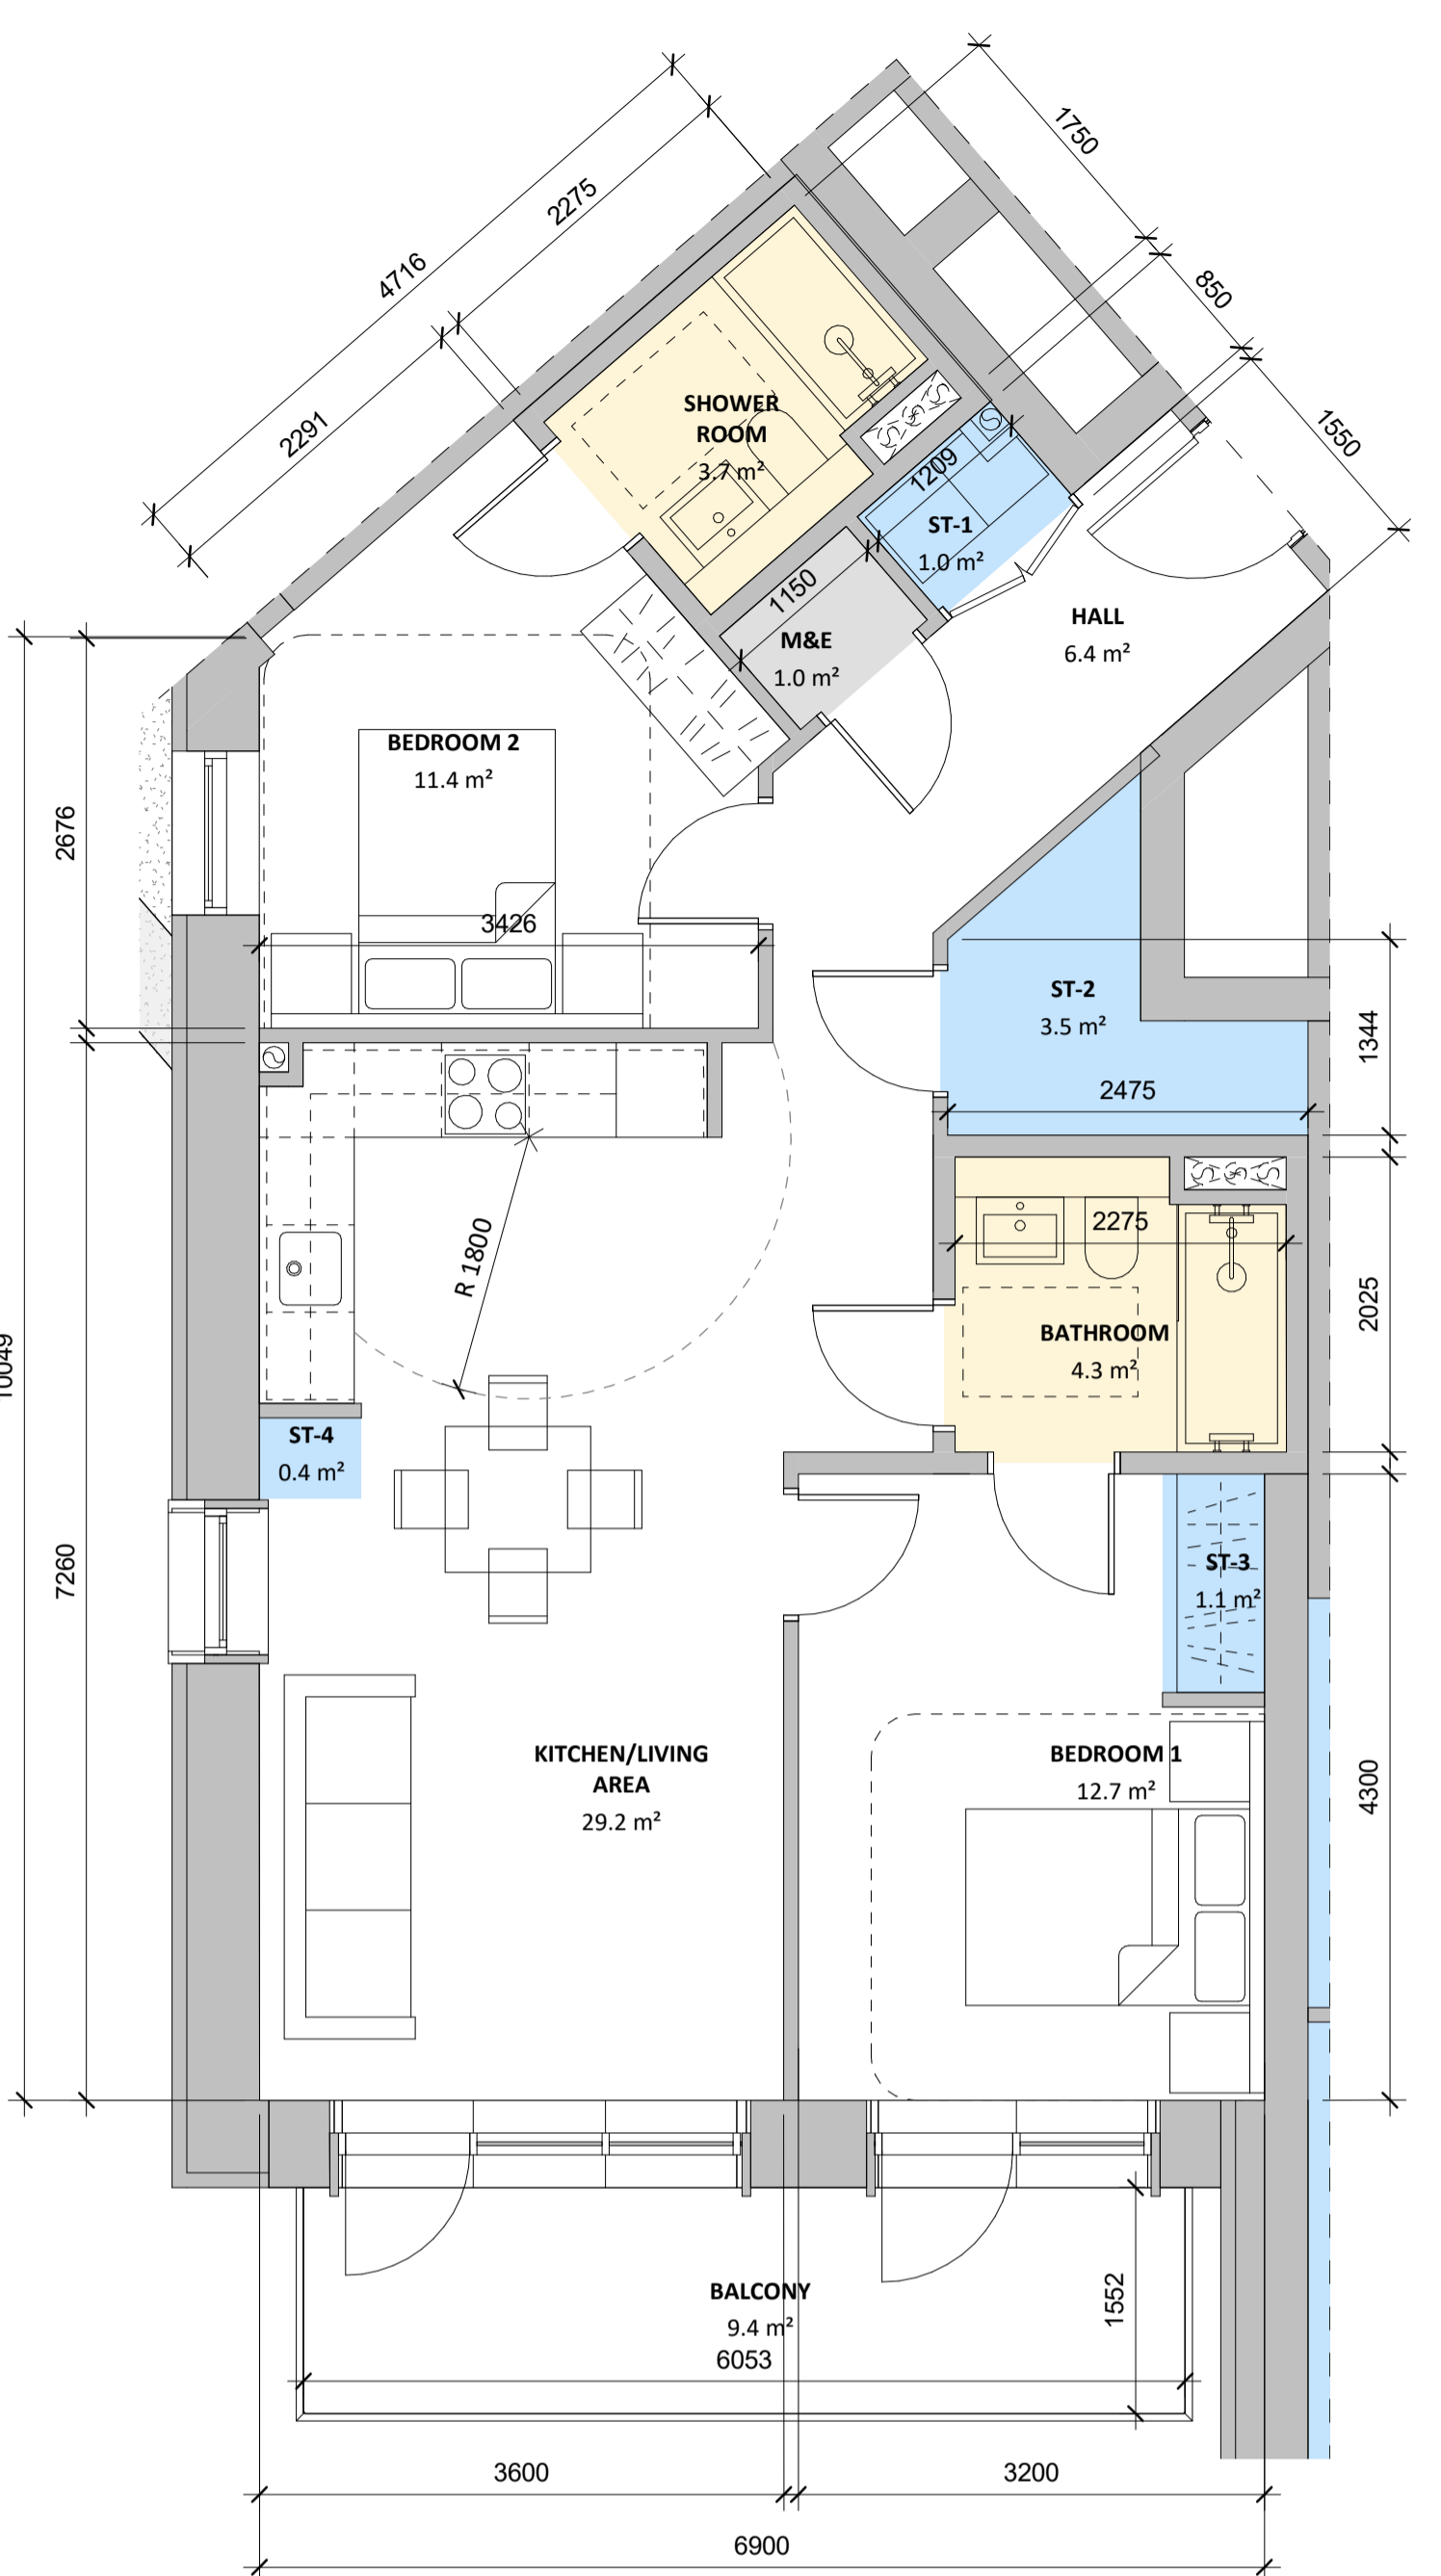 1750
2275
4716
850
2291
1550
SHOWER
ROOM
3.7 m²
1209
ST-1
1.0 m²
1150
M&E
1.0 m²
HALL
6.4 m²
BEDROOM 2
11.4 m²
2676
3426
ST-2
3.5 m²
1344
2475
R 1800
2275
2025
BATHROOM
4.3 m²
10049
ST-4
0.4 m²
7260
ST-3
1.1 m²
KITCHEN/LIVING
AREA
29.2 m²
BEDROOM 1
12.7 m²
4300
BALCONY
9.4 m²
1552
6053
3600
3200
6900